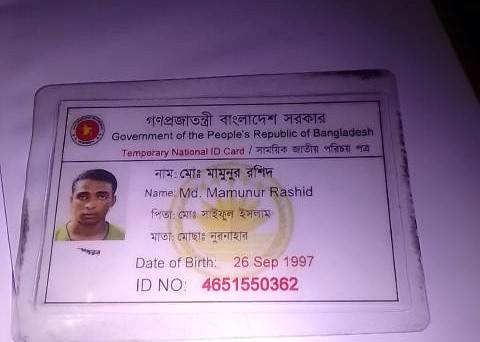 গণপ্রজাতন্ত্রী বাংলাদেশ সরকার
Government of the People's Republic of Bangladesh
Temporary National ID Card / সাময়িক জাতীয় পরিচয় পত্র
নাম: মোঃ মামুনুর রশিদ
Name: Md. Mamunur Rashid
পিতা: মোঃ সাইফুল ইসলাম
মাতা: মোছাঃ নুরনাহার
Date of Birth: 26 Sep 1997
ID NO: 4651550362